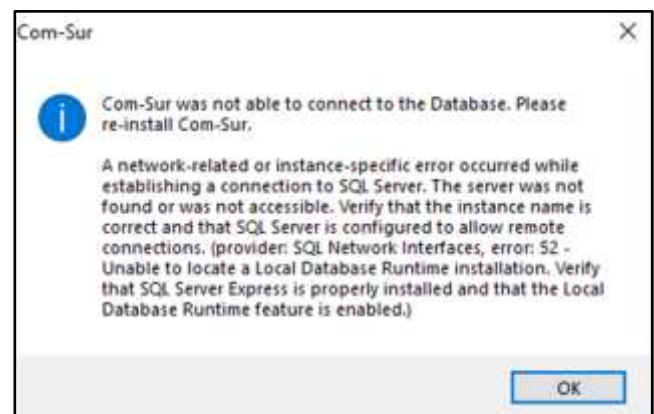 Com-Sur
Com-Sur was not able to connect to the Database. Please
re-install Com-Sur.
A network-related or instance-specific error occurred while
establishing a connection to SQL Server. The server was not
found or was not accessible. Verify that the instance name is
correct and that SQL Server is configured to allow remote
connections. (provider: SQL Network Interfaces, error: 52 -
Unable to locate a Local Database Runtime installation. Verify
that SQL Server Express is properly installed and that the Local
Database Runtime feature is enabled.)
OK